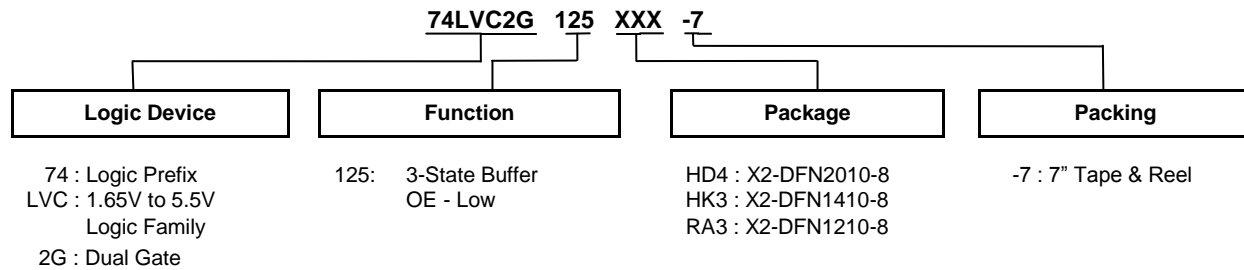 74LVC2G 125 XXX -7
Logic Device
74 : Logic Prefix
LVC : 1.65V to 5.5V
Logic Family
2G : Dual Gate
Function
125: 3-State Buffer
OE - Low
Package
HD4 : X2-DFN2010-8
HK3 : X2-DFN1410-8
RA3 : X2-DFN1210-8
Packing
-7 : 7” Tape & Reel